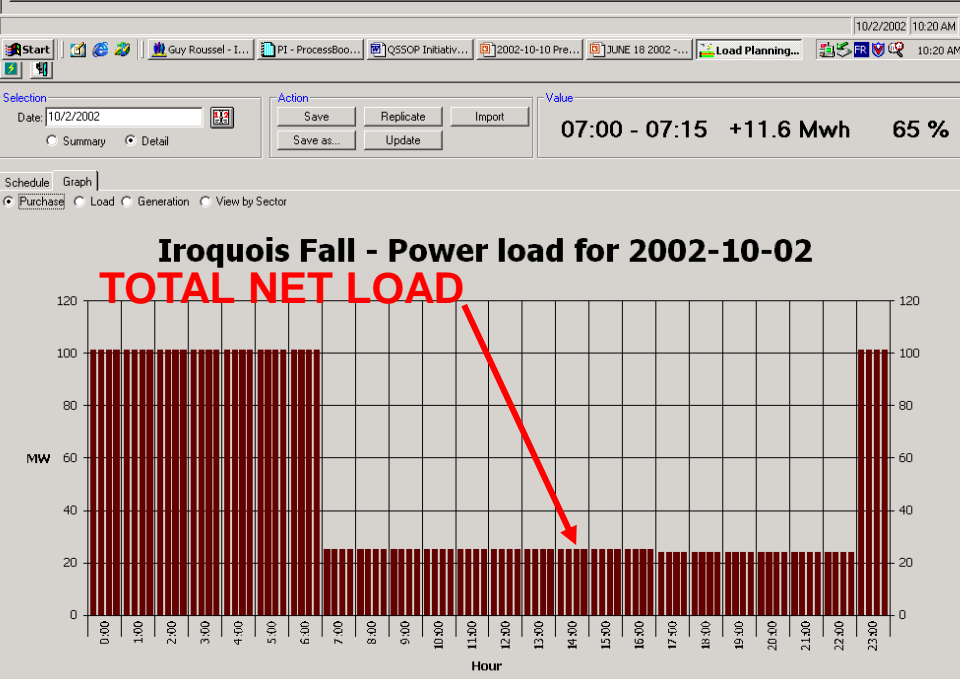 10/2/2002 10:20 AM
Start Guy Roussel - I... PI - ProcessBoo... QSSOP Initiativ... 2002-10-10 Pre... JUNE 18 2002 -... Load Planning... FR 10:20 AM
Selection Action Value
Date: 10/2/2002 Save Replicate Import 07:00 - 07:15 +11.6 Mwh 65 %
Summary Detail Save as... Update
Schedule Graph
Purchase Load Generation View by Sector
Iroquois Fall - Power load for 2002-10-02
TOTAL NET LOAD
120 120
100 100
80 80
MW 60 60
40 40
20 20
0 0
0:00 1:00 2:00 3:00 4:00 5:00 6:00 7:00 8:00 9:00 10:00 11:00 12:00 13:00 14:00 15:00 16:00 17:00 18:00 19:00 20:00 21:00 22:00 23:00
Hour